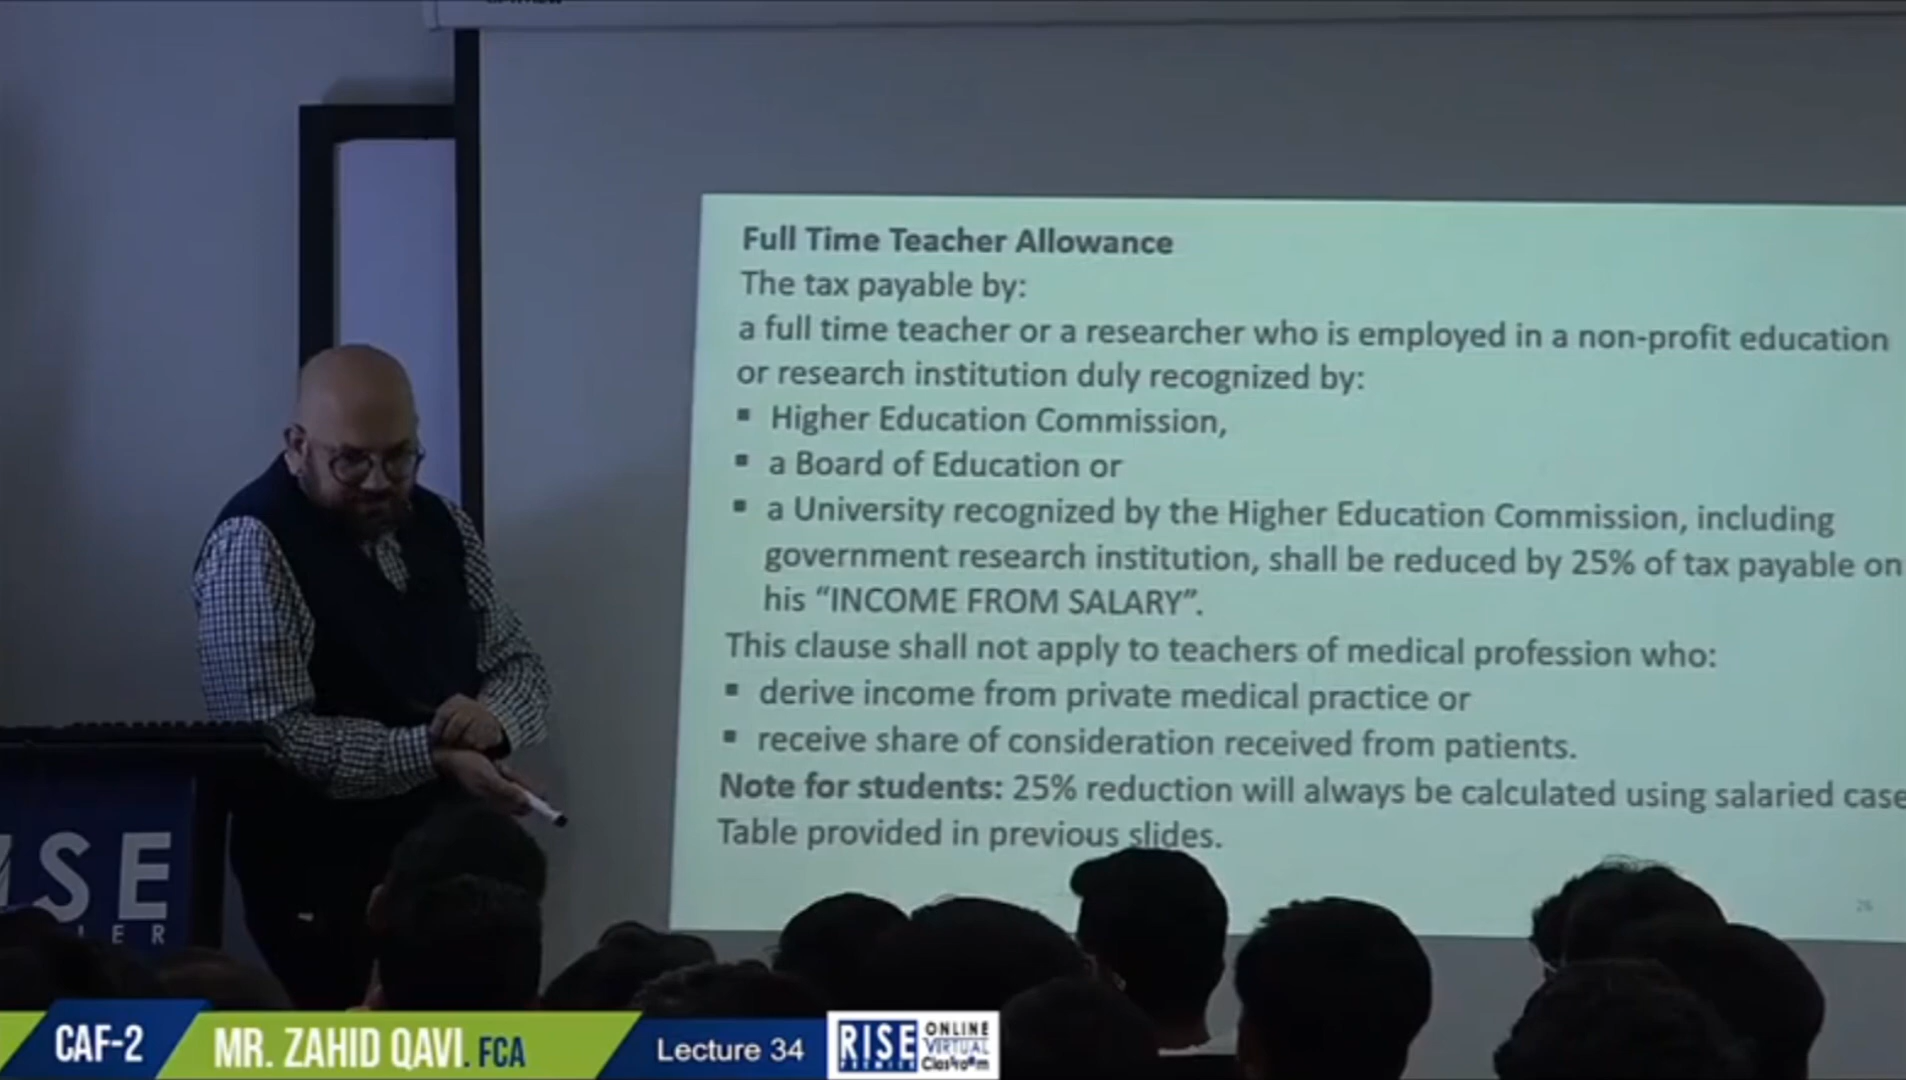 Full Time Teacher Allowance
The tax payable by:
a full time teacher or a researcher who is employed in a non-profit education
or research institution duly recognized by:
▪ Higher Education Commission,
▪ a Board of Education or
▪ a University recognized by the Higher Education Commission, including
government research institution, shall be reduced by 25% of tax payable on
his “INCOME FROM SALARY”.
This clause shall not apply to teachers of medical profession who:
▪ derive income from private medical practice or
▪ receive share of consideration received from patients.
Note for students: 25% reduction will always be calculated using salaried case
Table provided in previous slides.
26
ISE
IER
CAF-2
MR. ZAHID QAVI. FCA
Lecture 34
RISE
PREMIER
ONLINE
VIRTUAL
Classroom